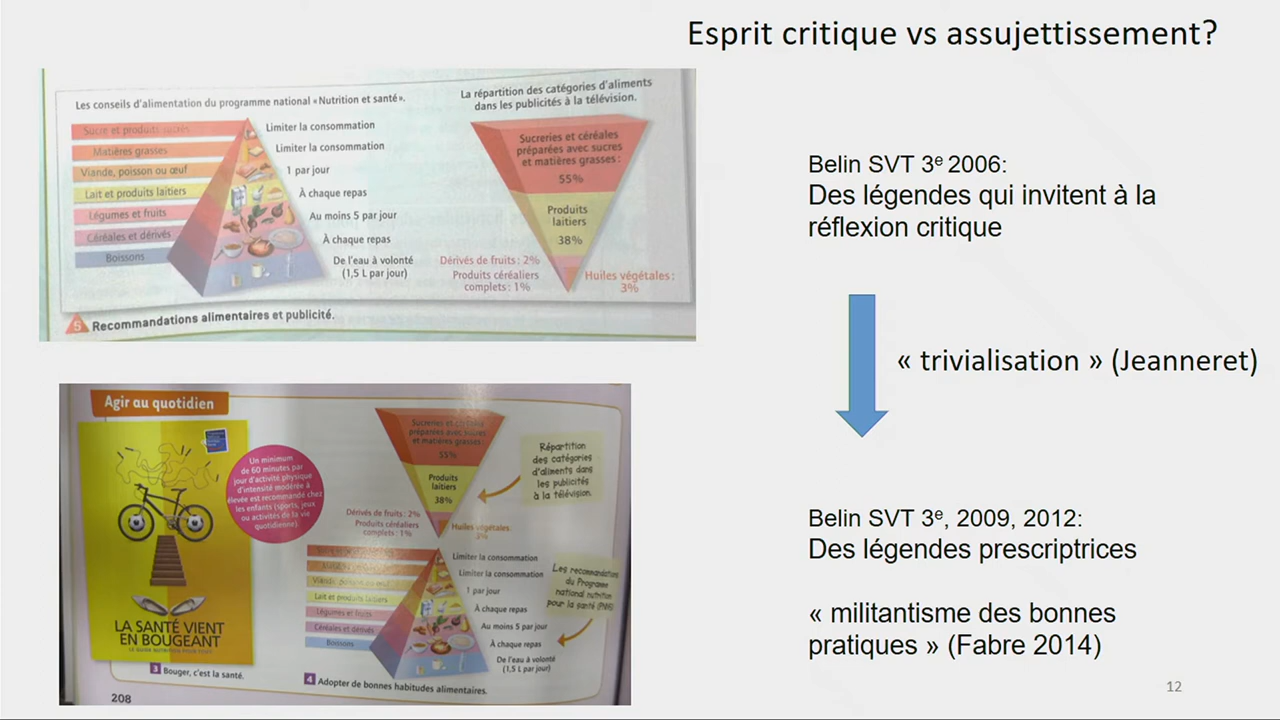 Esprit critique vs assujettissement?
Les conseils d'alimentation du programme national «Nutrition et santé».
Sucre et produits sucrés
Matières grasses
Viande, poisson ou œuf
Lait et produits laitiers
Légumes et fruits
Céréales et dérivés
Boissons
Limiter la consommation
Limiter la consommation
1 par jour
À chaque repas
Au moins 5 par jour
À chaque repas
De l'eau à volonté
(1,5 L par jour)
La répartition des catégories d'aliments
dans les publicités à la télévision.
Sucreries et céréales
préparées avec sucres
et matières grasses :
55%
Produits
laitiers
38%
Dérivés de fruits : 2%
Produits céréaliers
complets : 1%
Huiles végétales :
3%
5 Recommandations alimentaires et publicité.
Belin SVT 3e 2006:
Des légendes qui invitent à la
réflexion critique
« trivialisation » (Jeanneret)
Agir au quotidien
Un minimum
de 60 minutes par
jour d'activité physique
d'intensité modérée à
élevée est recommandé chez
les enfants (sports, jeux
ou activités de la vie
quotidienne)
LA SANTÉ VIENT
EN BOUGEANT
LE GUIDE NUTRITION POUR TOUS
3 Bouger, c'est la santé.
208
Sucreries et céréales
préparées avec sucres
et matières grasses :
55%
Produits
laitiers
38%
Dérivés de fruits : 2%
Produits céréaliers
complets : 1%
Huiles végétales :
3%
Répartition
des catégories
d'aliments dans
les publicités
à la télévision.
Matières grasses
Viande, poisson ou œuf
Lait et produits laitiers
Légumes et fruits
Céréales et dérivés
Boissons
Limiter la consommation
Limiter la consommation
1 par jour
À chaque repas
Au moins 5 par jour
À chaque repas
De l'eau à volonté
(1,5 L par jour)
Les recommandations
du Programme
national nutrition
pour la santé (PNNS)
4 Adopter de bonnes habitudes alimentaires.
Belin SVT 3e, 2009, 2012:
Des légendes prescriptrices
« militantisme des bonnes
pratiques » (Fabre 2014)
12